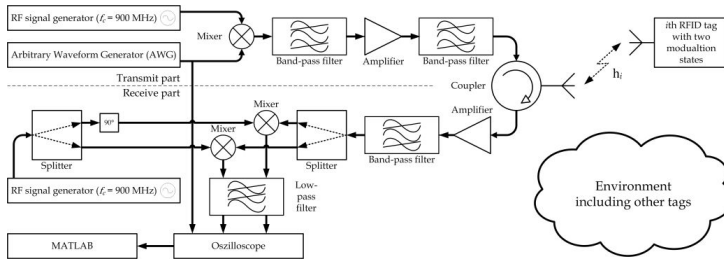 RF signal generator (fc = 900 MHz)
Mixer
Arbitrary Waveform Generator (AWG)
Band-pass filter
Amplifier
Band-pass filter
Coupler
hi
ith RFID tag
with two
modualtion
states
Transmit part
Receive part
90°
Mixer
Mixer
Splitter
Splitter
Band-pass filter
Amplifier
RF signal generator (fc = 900 MHz)
Low-
pass
filter
MATLAB
Oszilloscope
Environment
including other tags